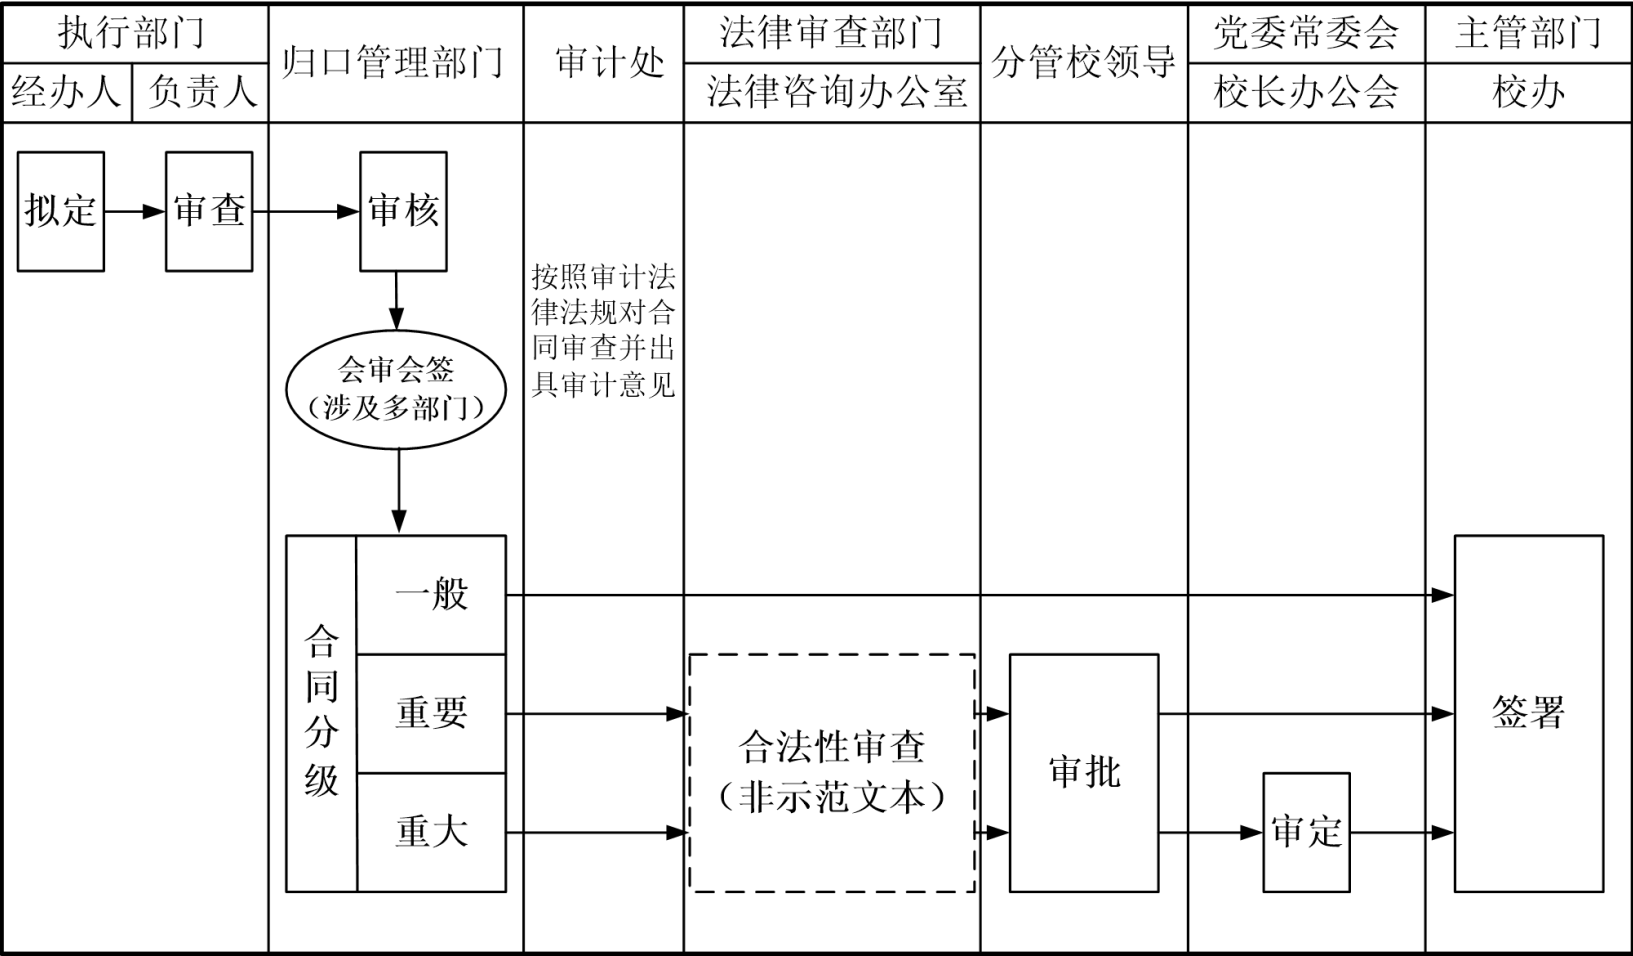 执行部门
经办人
负责人
归口管理部门
审计处
法律审查部门
法律咨询办公室
分管校领导
党委常委会
校长办公会
主管部门
校办
拟定
审查
审核
会审会签
（涉及多部门）
按照审计法
律法规对合
同审查并出
具审计意见
合
同
分
级
一般
重要
重大
合法性审查
（非示范文本）
审批
审定
签署